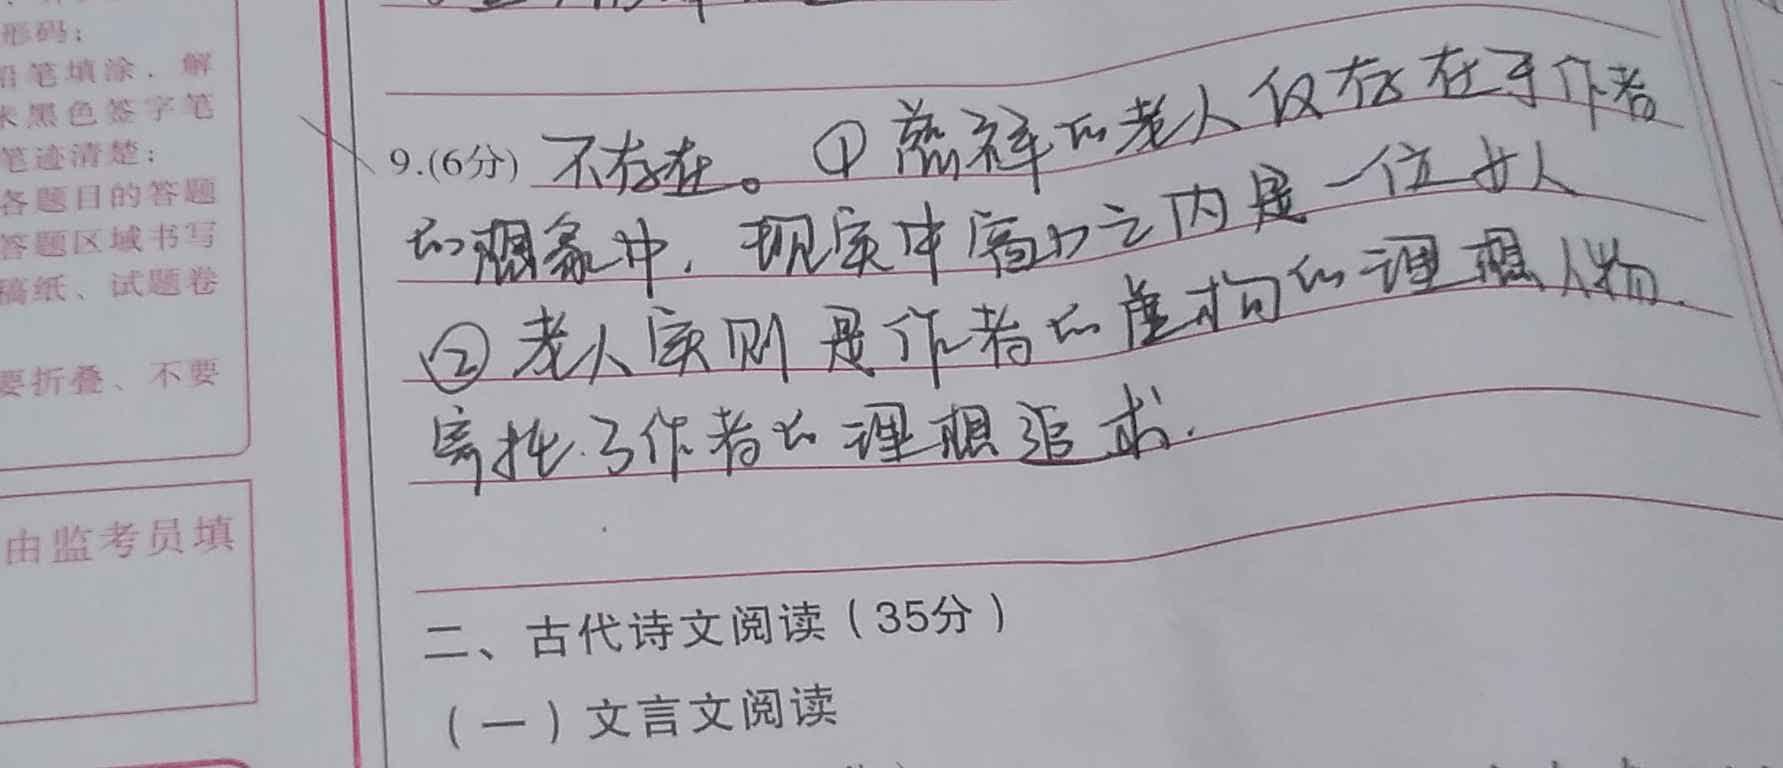 形码；
铅笔填涂．解
米黑色签字笔
笔迹清楚；
各题目的答题
答题区域书写
稿纸、试题卷
要折叠、不要
由监考员填
9.(6分) 不存在。①慈祥的老人仅存在于作者
的想象中，现实中窗口之内是一位女人
②老人实则是作者的虚构的理想人物．
寄托了作者的理想追求．
二、古代诗文阅读（35分）
（一）文言文阅读